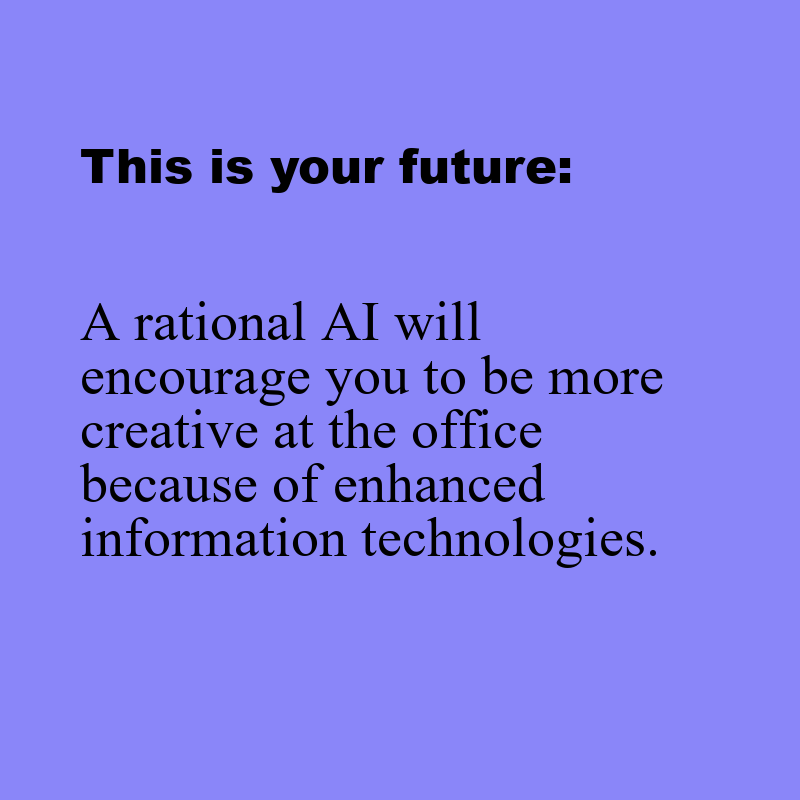 This is your future:
A rational AI will
encourage you to be more
creative at the office
because of enhanced
information technologies.